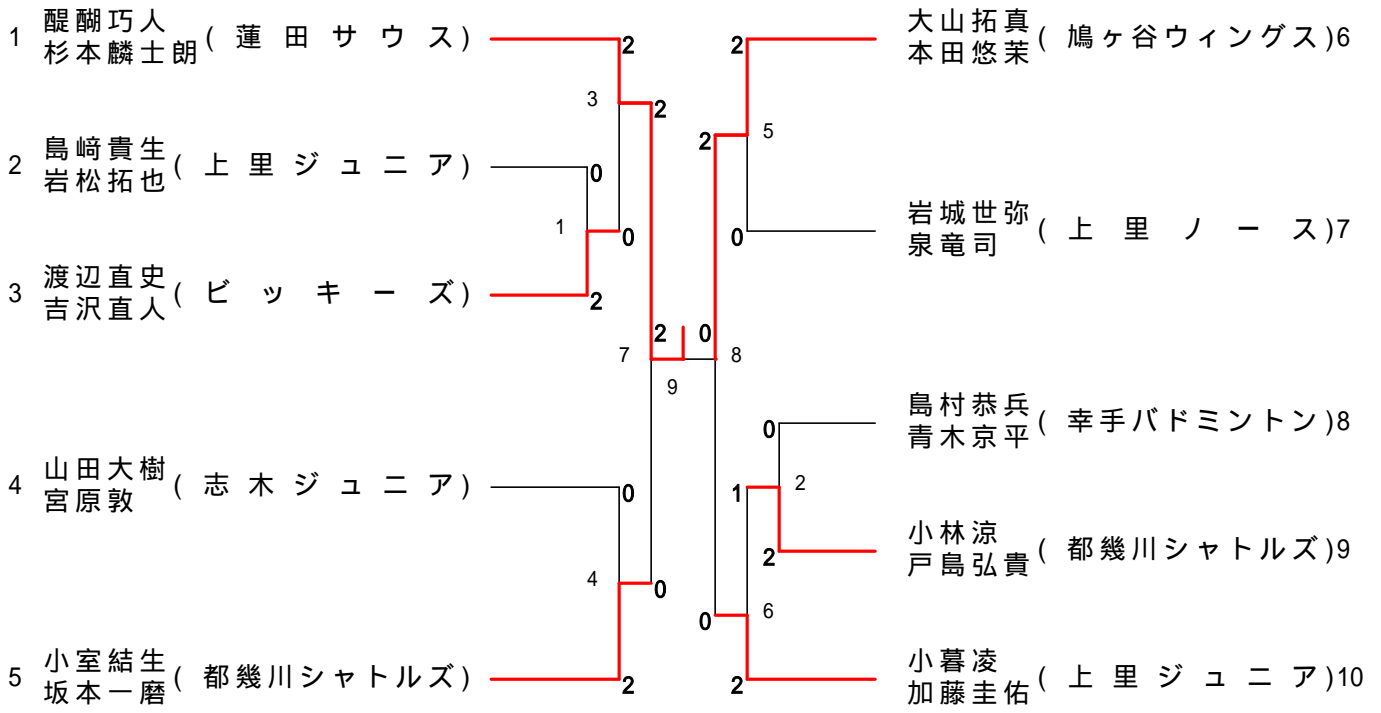 1 醍醐巧人 杉本麟士朗 (蓮田サウス)
2 島﨑貴生 岩松拓也 (上里ジュニア)
3 渡辺直史 吉沢直人 (ビッキーズ)
4 山田大樹 宮原敦 (志木ジュニア)
5 小室結生 坂本一磨 (都幾川シャトルズ)
2
3
2
0
1
0
2
2
7
0
4
0
2
9
大山拓真 本田悠茉 (鳩ヶ谷ウィングス)6
岩城世弥 泉竜司 (上里ノース)7
島村恭兵 青木京平 (幸手バドミントン)8
小林涼 戸島弘貴 (都幾川シャトルズ)9
小暮凌 加藤圭佑 (上里ジュニア)10
2
5
2
0
0
8
0
2
1
2
6
0
2